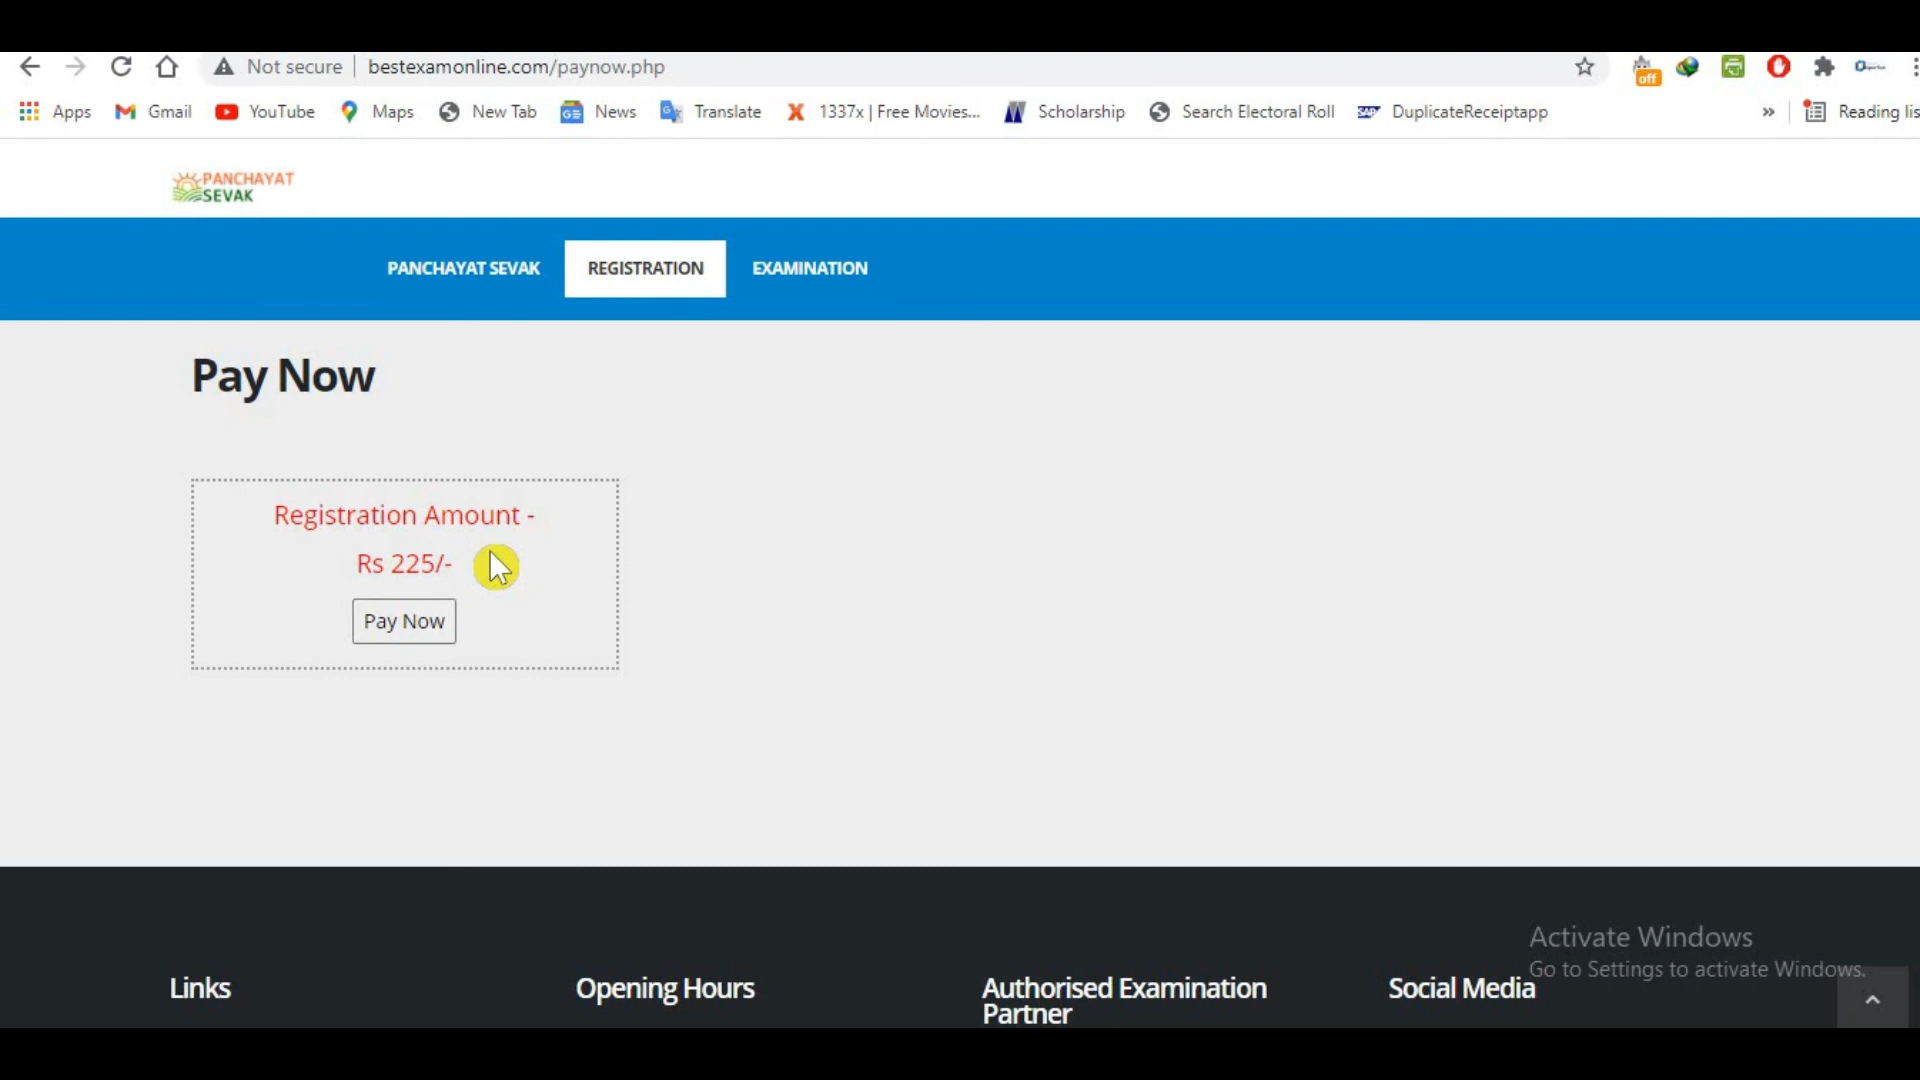 Not secure | bestexamonline.com/paynow.php
off
Apps Gmail YouTube Maps New Tab News Translate 1337x | Free Movies... Scholarship Search Electoral Roll DuplicateReceiptapp » Reading lis
PANCHAYAT
SEVAK
PANCHAYAT SEVAK REGISTRATION EXAMINATION
Pay Now
Registration Amount -
Rs 225/-
Pay Now
Activate Windows
Go to Settings to activate Windows.
Links Opening Hours Authorised Examination Social Media
Partner